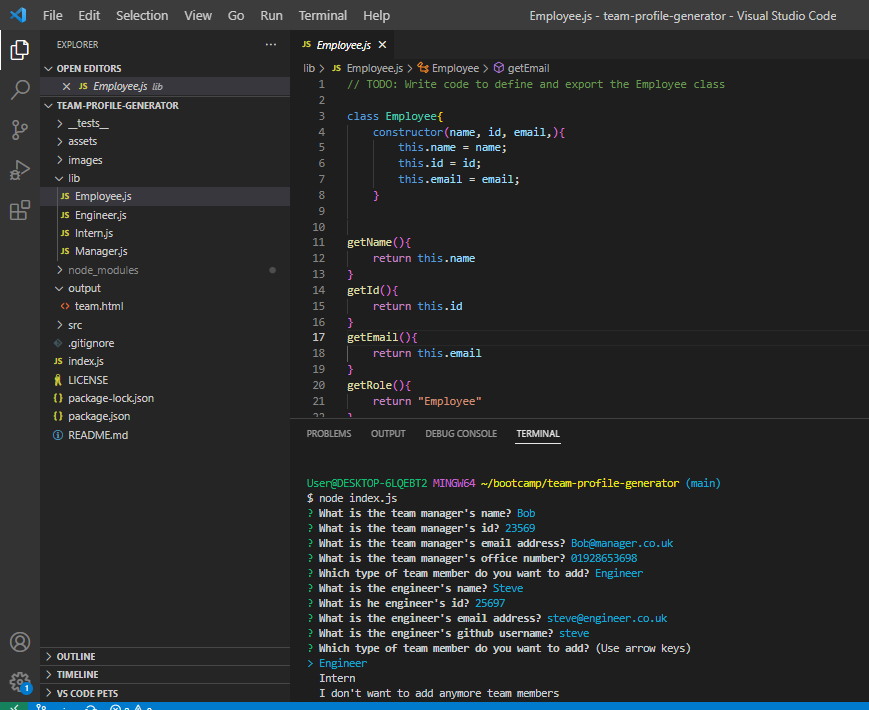 File Edit Selection View Go Run Terminal Help Employee.js - team-profile-generator - Visual Studio Code
EXPLORER ...
OPEN EDITORS
JS Employee.js lib
TEAM-PROFILE-GENERATOR
__tests__
assets
images
lib
JS Employee.js
JS Engineer.js
JS Intern.js
JS Manager.js
node_modules
output
<> team.html
src
.gitignore
JS index.js
LICENSE
{} package-lock.json
{} package.json
README.md
OUTLINE
TIMELINE
VS CODE PETS
1
JS Employee.js
lib > JS Employee.js > Employee > getEmail
1 // TODO: Write code to define and export the Employee class
2
3 class Employee{
4 constructor(name, id, email,){
5 this.name = name;
6 this.id = id;
7 this.email = email;
8 }
9
10
11 getName(){
12 return this.name
13 }
14 getId(){
15 return this.id
16 }
17 getEmail(){
18 return this.email
19 }
20 getRole(){
21 return "Employee"
22 }
PROBLEMS OUTPUT DEBUG CONSOLE TERMINAL
User@DESKTOP-6LQEBT2 MINGW64 ~/bootcamp/team-profile-generator (main)
$ node index.js
? What is the team manager's name? Bob
? What is the team manager's id? 23569
? What is the team manager's email address? Bob@manager.co.uk
? What is the team manager's office number? 01928653698
? Which type of team member do you want to add? Engineer
? What is the engineer's name? Steve
? What is he engineer's id? 25697
? What is the engineer's email address? steve@engineer.co.uk
? What is the engineer's github username? steve
? Which type of team member do you want to add? (Use arrow keys)
> Engineer
Intern
I don't want to add anymore team members